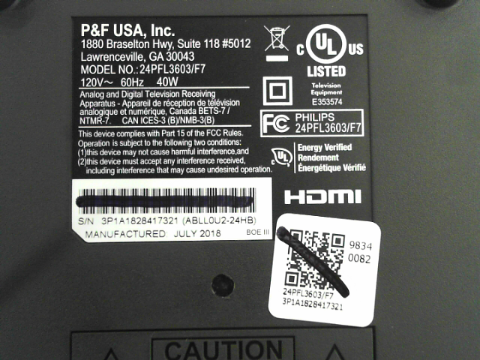 P&F USA, Inc.
1880 Braselton Hwy, Suite 118 #5012
Lawrenceville, GA 30043
MODEL NO.:24PFL3603/F7
120V~ 60Hz 40W
Analog and Digital Television Receiving
Apparatus - Appareil de réception de télévision
analogique et numérique, Canada BETS-7 /
NTMR-7. CAN ICES-3 (B)/NMB-3(B)
This device complies with Part 15 of the FCC Rules.
Operation is subject to the following two conditions:
(1)this device may not cause harmful interference,and
(2)this device must accept any interference received,
including interference that may cause undesired operation.
C UL US
LISTED
Television
Equipment
E353574
FC PHILIPS
24PFL3603/F7
UL
Energy Verified
Rendement
Énergétique Vérifié
HDMI
S/N 3P1A1828417321 (ABLL0U2-24HB)
MANUFACTURED JULY 2018 BOE III
9834
0082
24PFL3603/F7
3P1A1828417321
CAUTION